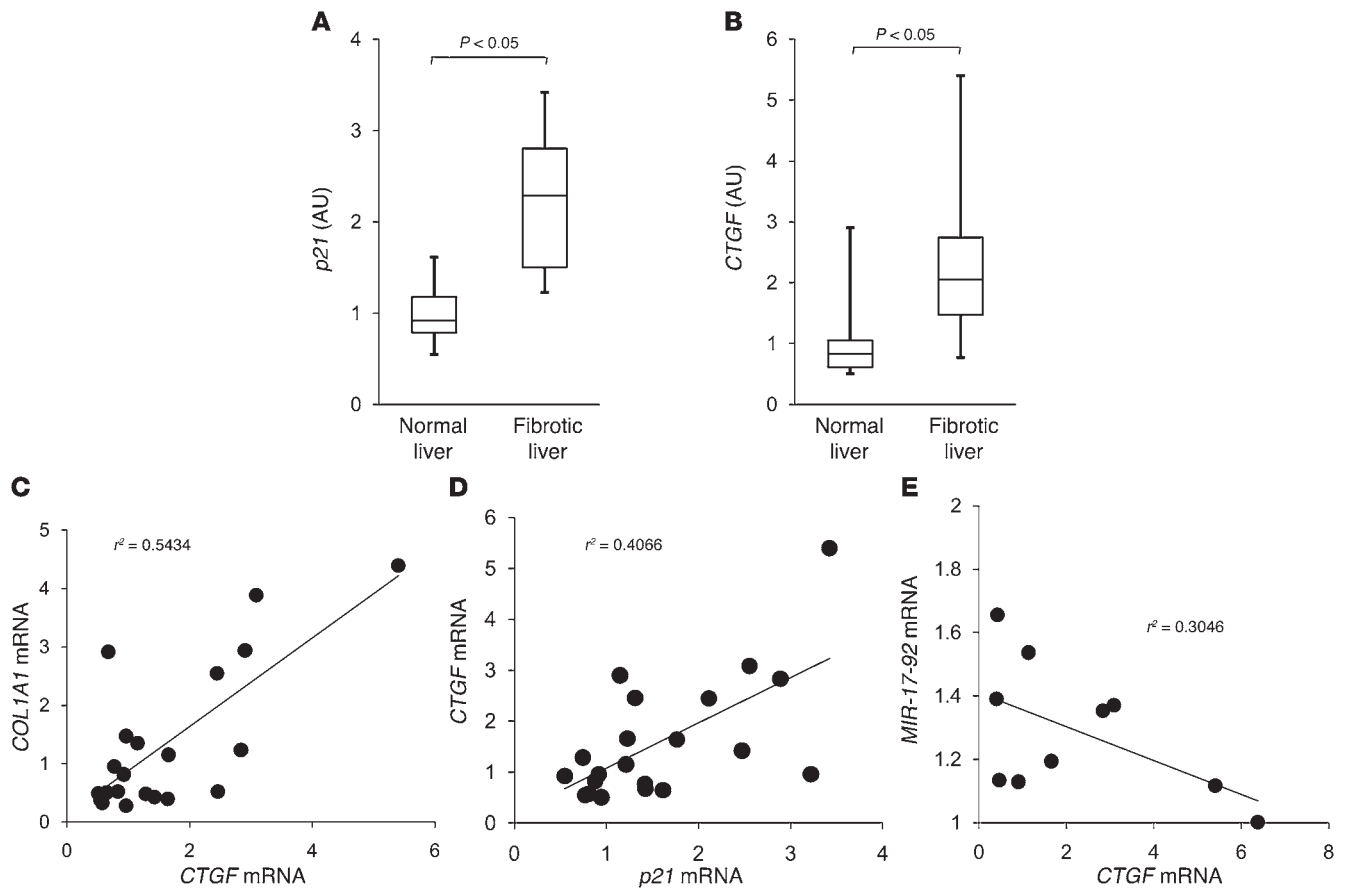 A
4
3
2
1
0
p21 (AU)
P < 0.05
Normal
liver
Fibrotic
liver
B
6
5
4
3
2
1
0
CTGF (AU)
P < 0.05
Normal
liver
Fibrotic
liver
C
5
4
3
2
1
0
COL1A1 mRNA
r² = 0.5434
0 2 4 6
CTGF mRNA
D
6
5
4
3
2
1
0
CTGF mRNA
r² = 0.4066
0 1 2 3 4
p21 mRNA
E
2
1.8
1.6
1.4
1.2
1
MIR-17-92 mRNA
r² = 0.3046
0 2 4 6 8
CTGF mRNA